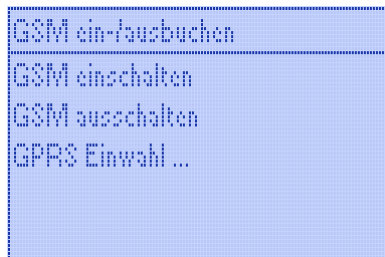 GSM ein-/ausbuchen
GSM einschalten
GSM ausschalten
GPRS Einwahl ...